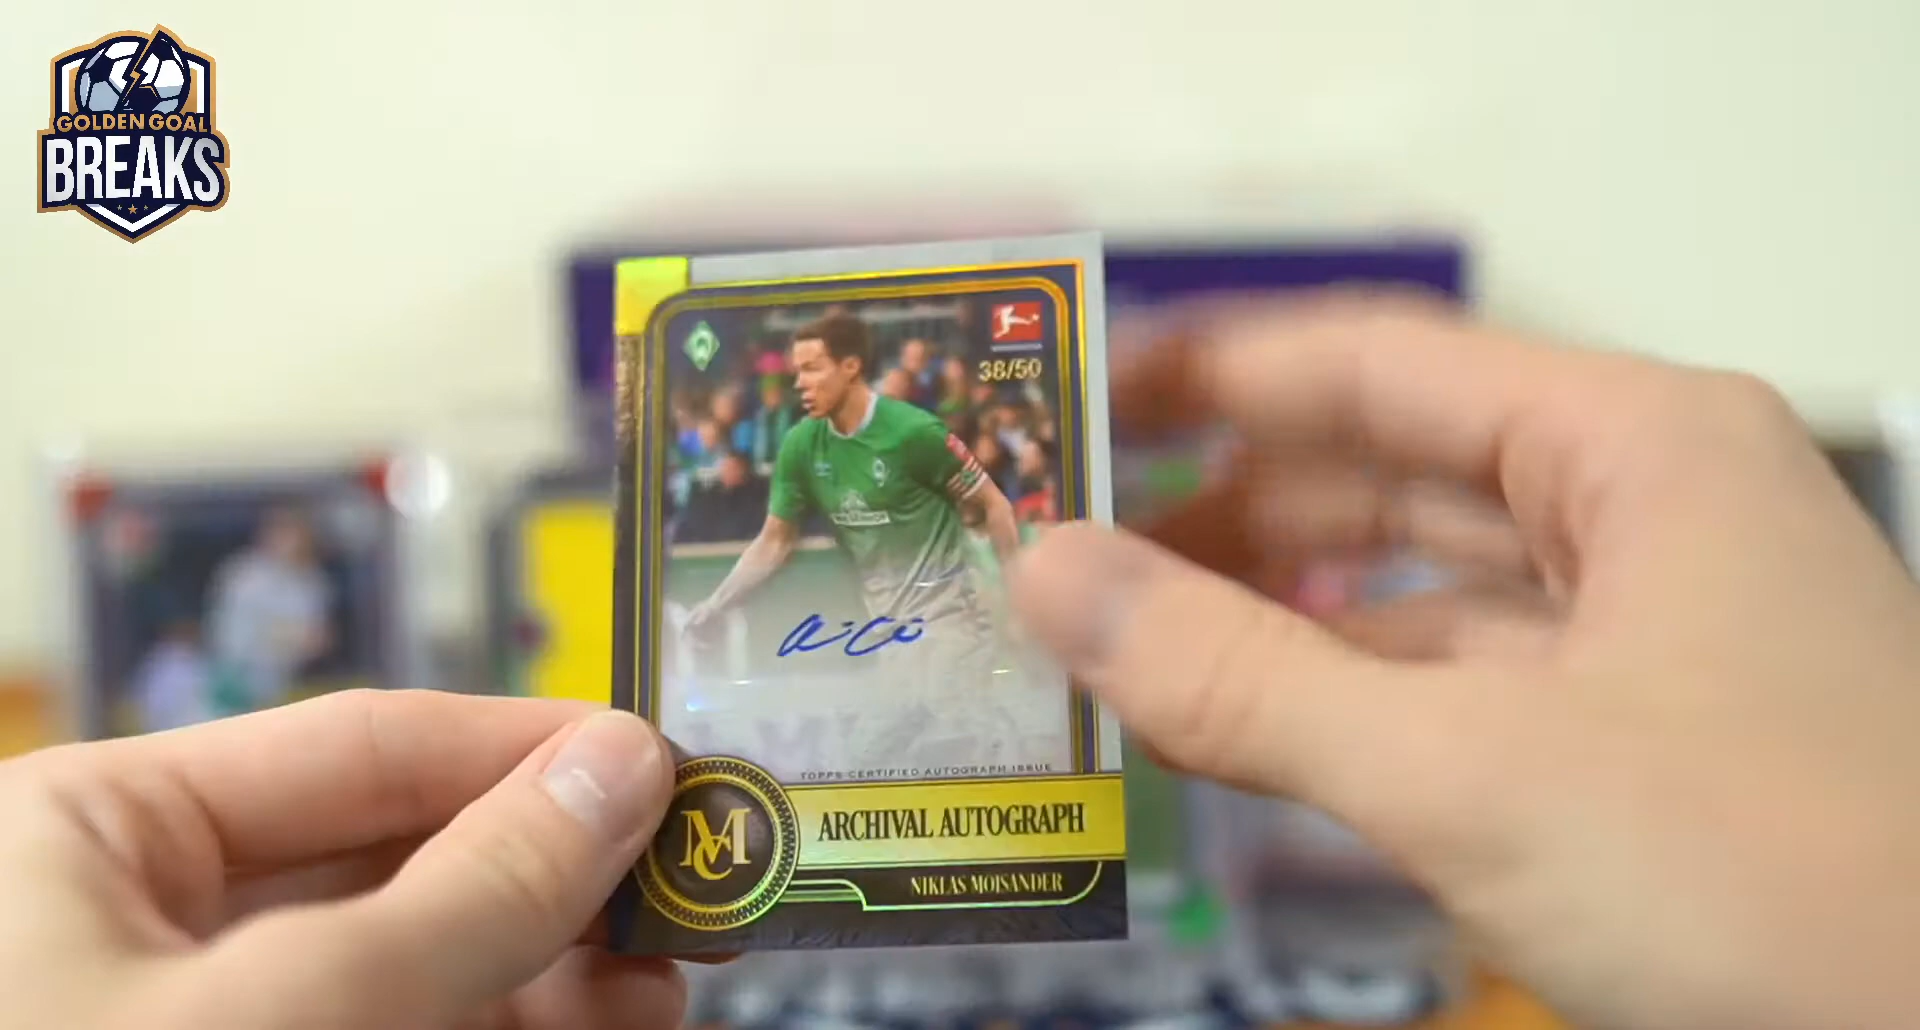 GOLDEN GOAL
BREAKS
38/50
TOPPS CERTIFIED AUTOGRAPH ISSUE
MC
ARCHIVAL AUTOGRAPH
NIKLAS MOISANDER